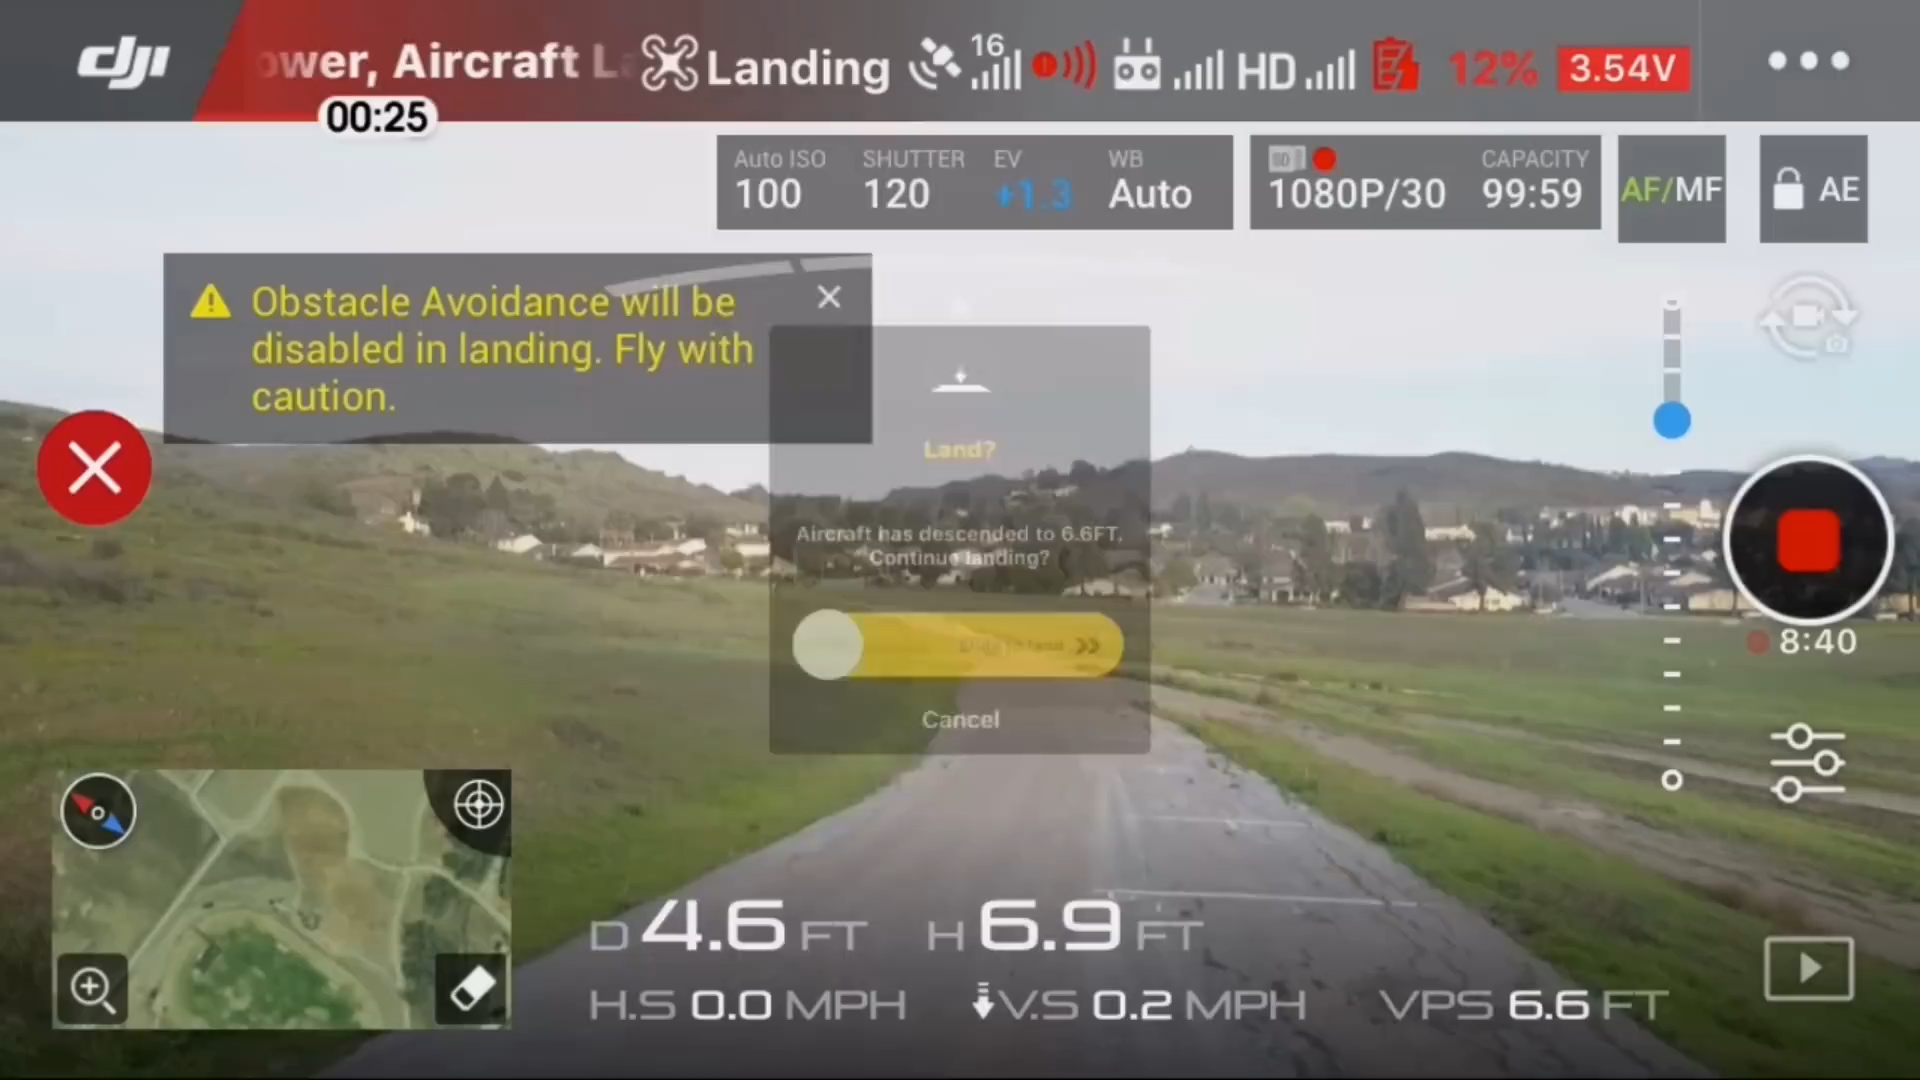 dji
ower, Aircraft L
Landing
16
HD
12%
3.54V
00:25
Auto ISO
100
SHUTTER
120
EV
+1.3
WB
Auto
1080P/30
CAPACITY
99:59
AF/MF
AE
Obstacle Avoidance will be
disabled in landing. Fly with
caution.
Land?
Aircraft has descended to 6.6FT.
Continue landing?
Cancel
8:40
D 4.6 FT
H 6.9 FT
H.S 0.0 MPH
V.S 0.2 MPH
VPS 6.6 FT